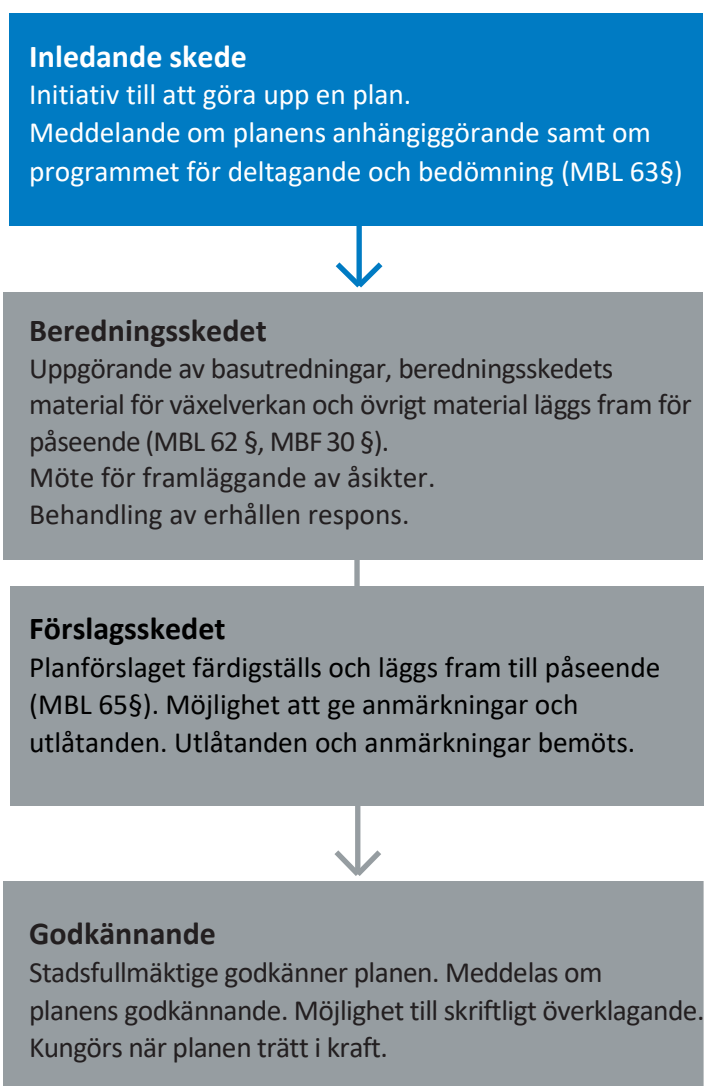 Inledande skede
Initiativ till att göra upp en plan.
Meddelande om planens anhängiggörande samt om
programmet för deltagande och bedömning (MBL 63§)
Beredningsskedet
Uppgörande av basutredningar, beredningsskedets
material för växelverkan och övrigt material läggs fram för
påseende (MBL 62 §, MBF 30 §).
Möte för framläggande av åsikter.
Behandling av erhållen respons.
Förslagsskedet
Planförslaget färdigställs och läggs fram till påseende
(MBL 65§). Möjlighet att ge anmärkningar och
utlåtanden. Utlåtanden och anmärkningar bemöts.
Godkännande
Stadsfullmäktige godkänner planen. Meddelas om
planens godkännande. Möjlighet till skriftligt överklagande.
Kungörs när planen trätt i kraft.